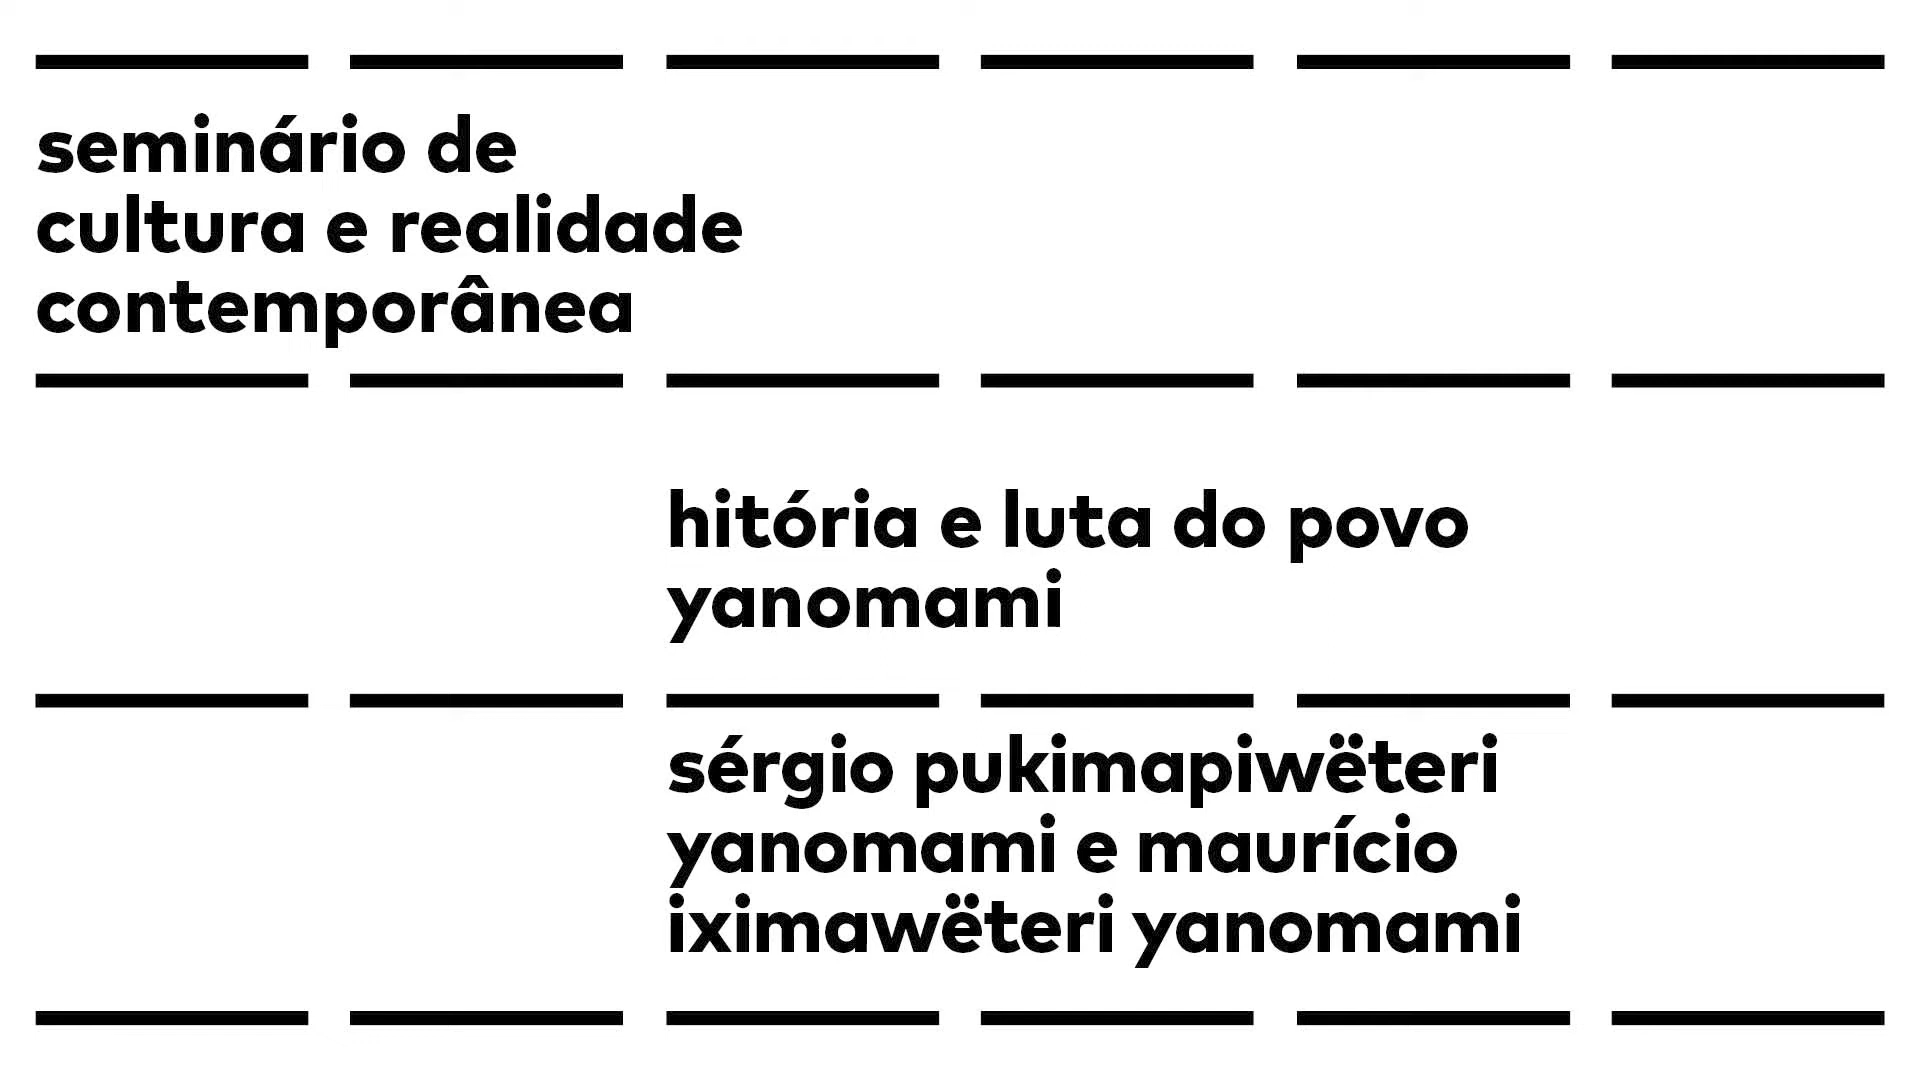 seminário de
cultura e realidade
contemporânea
hitória e luta do povo
yanomami
sérgio pukimapiwëteri
yanomami e maurício
iximawëteri yanomami